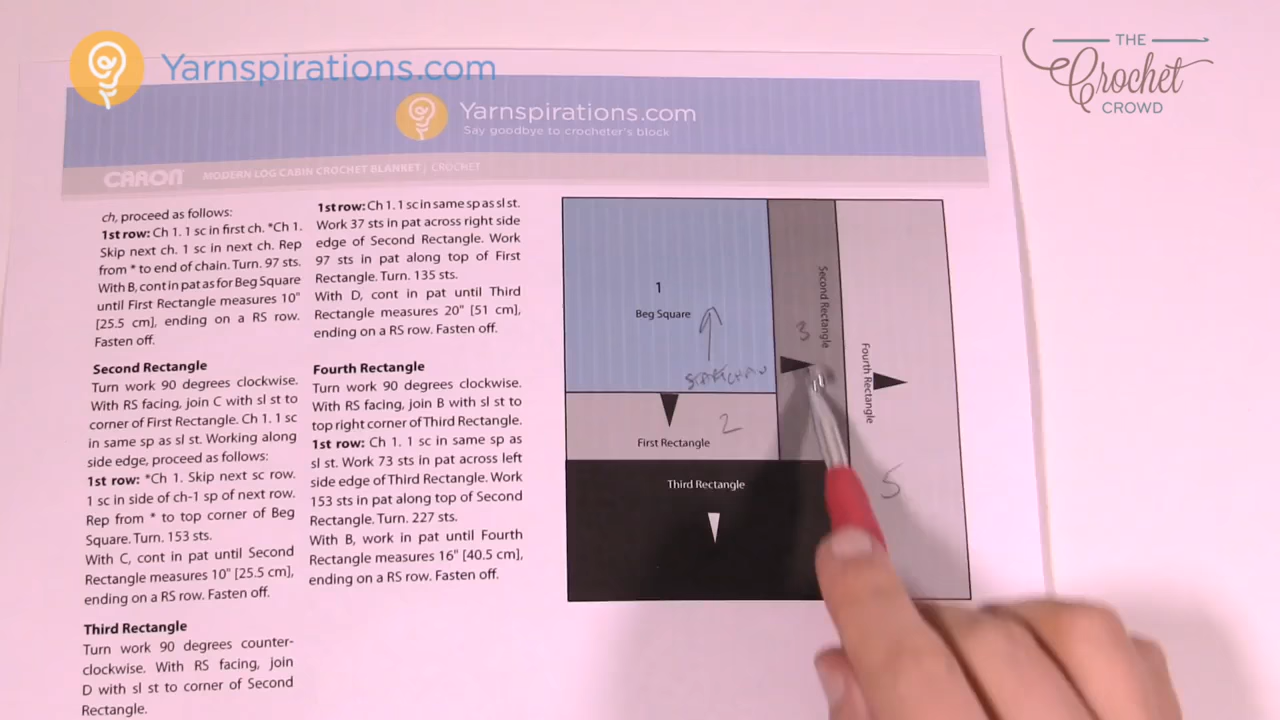 Yarnspirations.com
THE
Crochet
CROWD
Yarnspirations.com
Say goodbye to crocheter's block
CARON MODERN LOG CABIN CROCHET BLANKET | CROCHET
ch, proceed as follows:
1st row: Ch 1. 1 sc in first ch. *Ch 1.
Skip next ch. 1 sc in next ch. Rep
from * to end of chain. Turn. 97 sts.
With B, cont in pat as for Beg Square
until First Rectangle measures 10"
[25.5 cm], ending on a RS row.
Fasten off.
Second Rectangle
Turn work 90 degrees clockwise.
With RS facing, join C with sl st to
corner of First Rectangle. Ch 1. 1 sc
in same sp as sl st. Working along
side edge, proceed as follows:
1st row: *Ch 1. Skip next sc row.
1 sc in side of ch-1 sp of next row.
Rep from * to top corner of Beg
Square. Turn. 153 sts.
With C, cont in pat until Second
Rectangle measures 10" [25.5 cm],
ending on a RS row. Fasten off.
Third Rectangle
Turn work 90 degrees counter-
clockwise. With RS facing, join
D with sl st to corner of Second
Rectangle.
1st row: Ch 1. 1 sc in same sp as sl st.
Work 37 sts in pat across right side
edge of Second Rectangle. Work
97 sts in pat along top of First
Rectangle. Turn. 135 sts.
With D, cont in pat until Third
Rectangle measures 20" [51 cm],
ending on a RS row. Fasten off.
Fourth Rectangle
Turn work 90 degrees clockwise.
With RS facing, join B with sl st to
top right corner of Third Rectangle.
1st row: Ch 1. 1 sc in same sp as
sl st. Work 73 sts in pat across left
side edge of Third Rectangle. Work
153 sts in pat along top of Second
Rectangle. Turn. 227 sts.
With B, work in pat until Fourth
Rectangle measures 16" [40.5 cm],
ending on a RS row. Fasten off.
1
Beg Square
First Rectangle
2
Second Rectangle
3
Third Rectangle
Fourth Rectangle
5